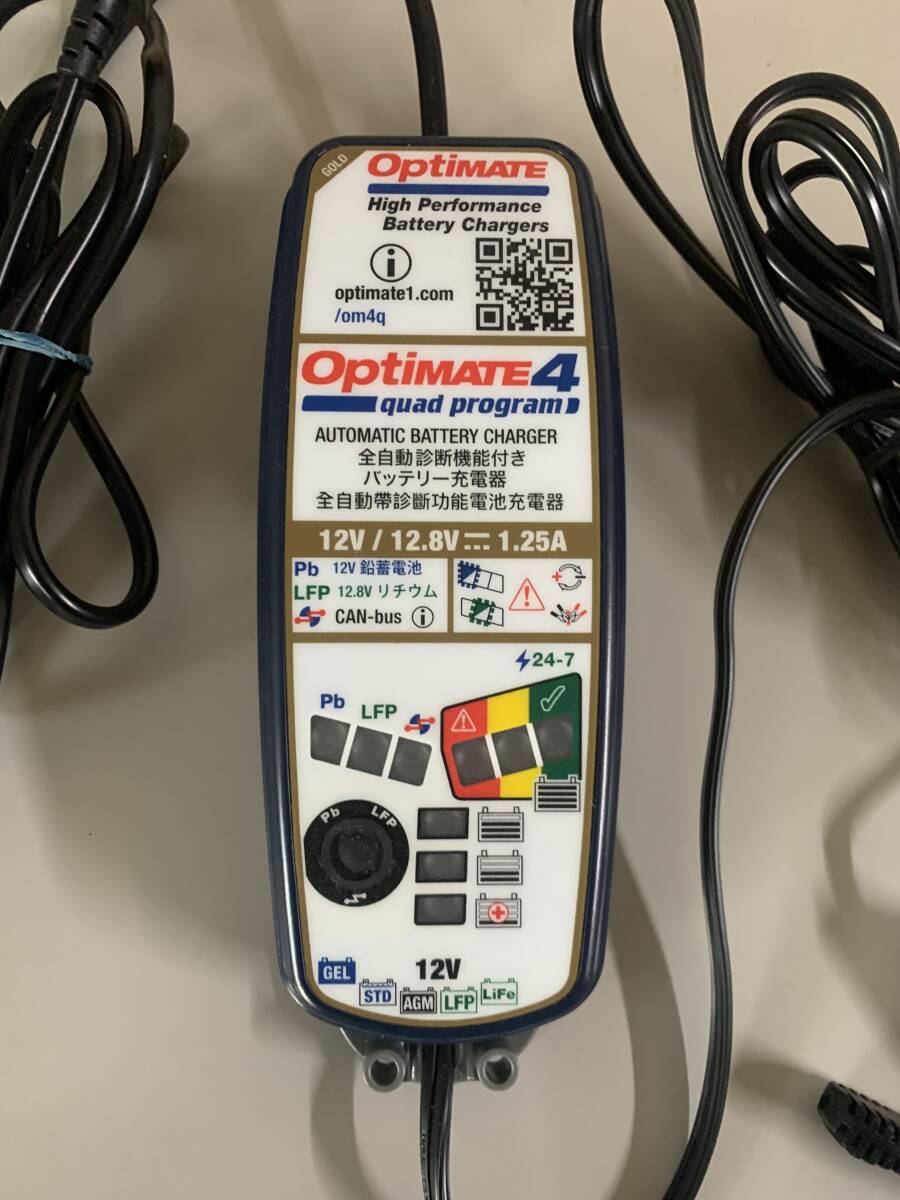 GOLD
OptiMATE
High Performance
Battery Chargers
i
optimate1.com
/om4q
OptiMATE4
quad program
AUTOMATIC BATTERY CHARGER
全自動診断機能付き
バッテリー充電器
全自動帶診断功能電池充電器
12V / 12.8V⎓ 1.25A
Pb 12V 鉛蓄電池
LFP 12.8V リチウム
CAN-bus i
24-7
Pb LFP
Pb LFP
12V
GEL
STD
AGM
LFP
LiFe